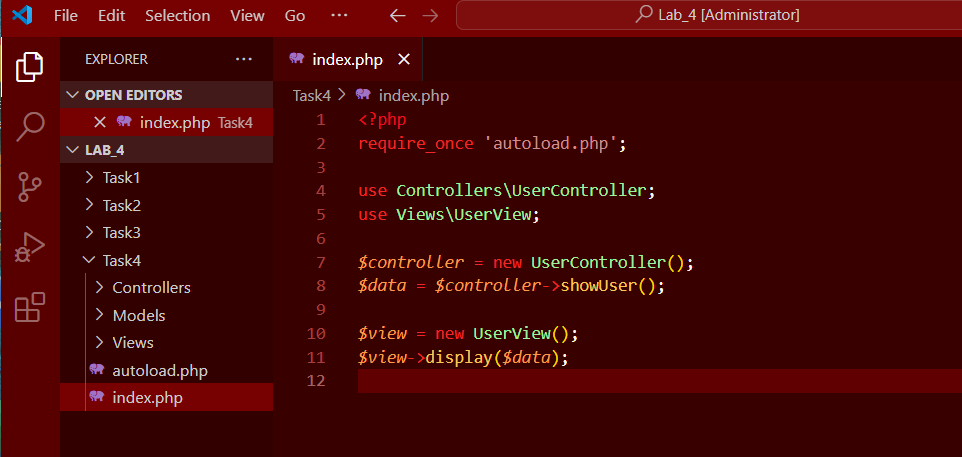 File Edit Selection View Go ··· Lab_4 [Administrator]
EXPLORER ···
OPEN EDITORS
index.php Task4
LAB_4
Task1
Task2
Task3
Task4
Controllers
Models
Views
autoload.php
index.php
index.php
Task4 > index.php
1 <?php
2 require_once 'autoload.php';
3
4 use Controllers\UserController;
5 use Views\UserView;
6
7 $controller = new UserController();
8 $data = $controller->showUser();
9
10 $view = new UserView();
11 $view->display($data);
12